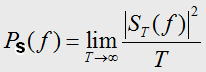 P_S(f) = lim_{T→∞} |S_T(f)|^2 / T